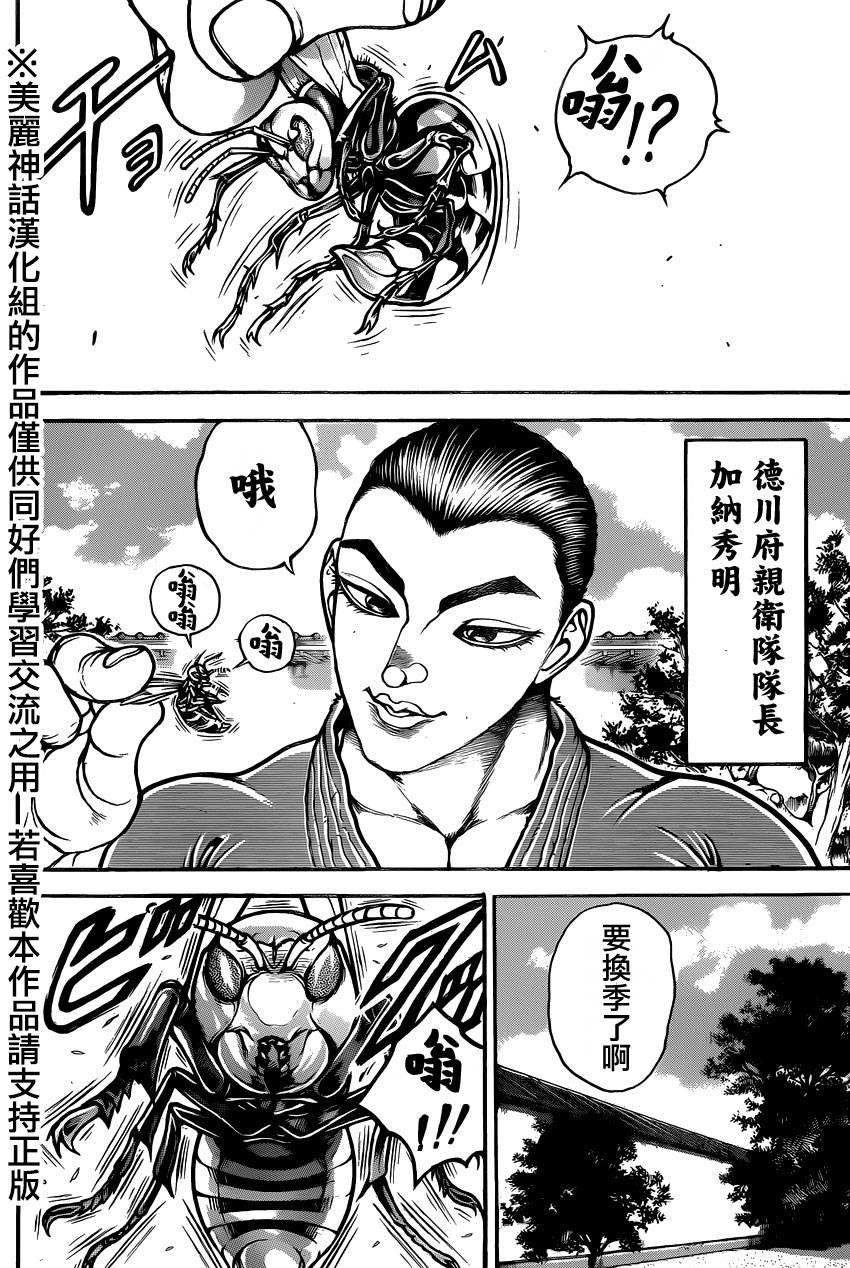 嗡!?
ム
チョ
德川府親衛隊隊長
加納秀明
哦
嗡嗡
嗡
要換季了啊
嗡!!!
ビ
※美麗神話漢化組的作品僅供同好們學習交流之用 若喜歡本作品請支持正版